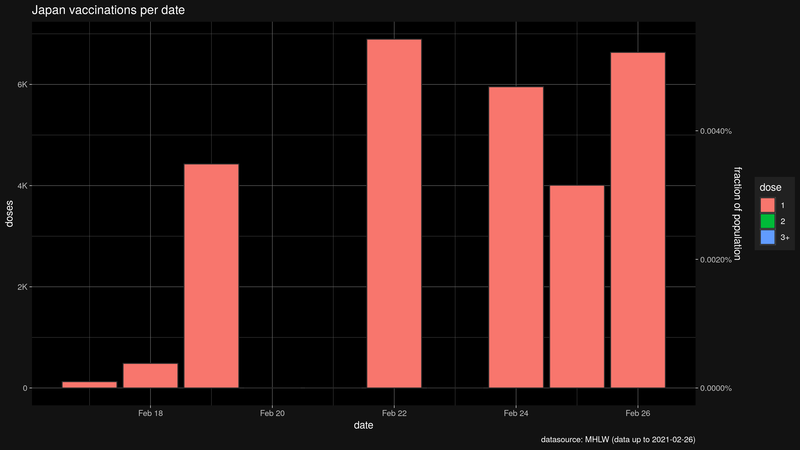 Japan vaccinations per date
6K
4K
2K
0
doses
Feb 18
Feb 20
Feb 22
Feb 24
Feb 26
date
0.0040%
0.0020%
0.0000%
fraction of population
dose
1
2
3+
datasource: MHLW (data up to 2021-02-26)